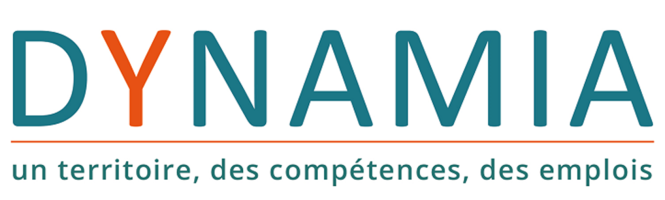 DYNAMIA
un territoire, des compétences, des emplois